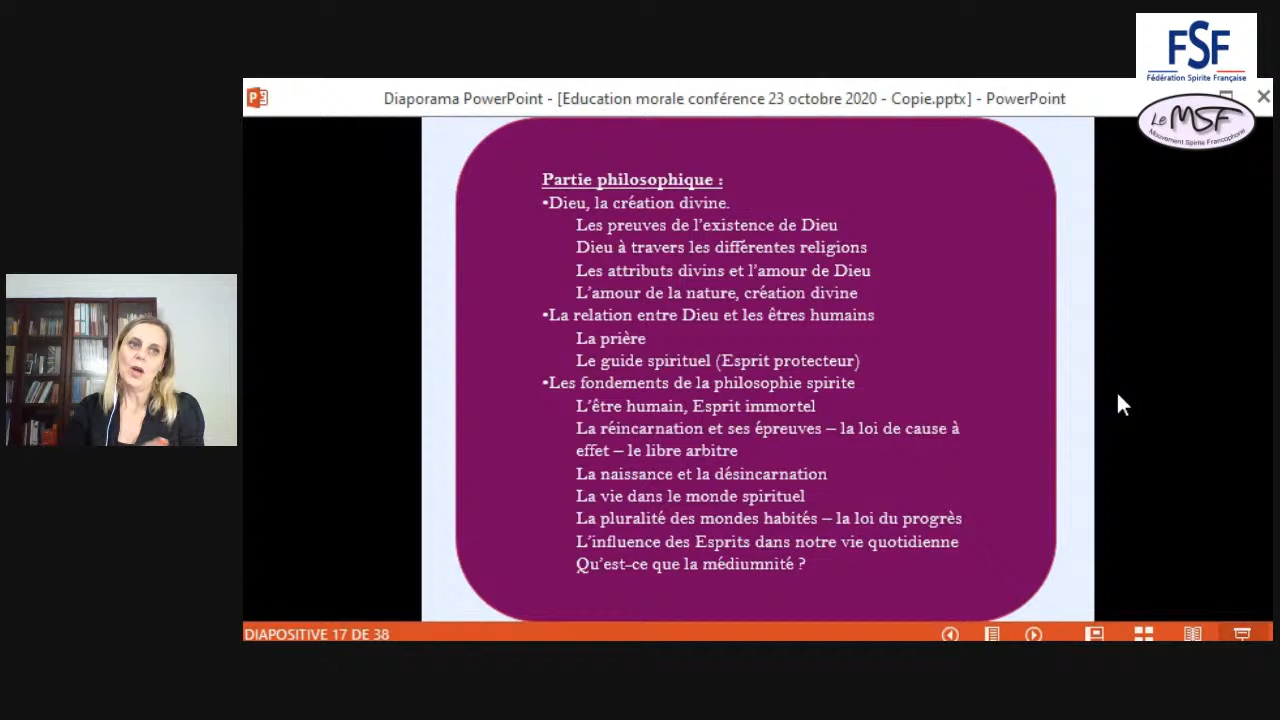 FSF
Fédération Spirite Française
Diaporama PowerPoint - [Education morale conférence 23 octobre 2020 - Copie.pptx] - PowerPoint
Le MSF
Mouvement Spirite Francophone
Partie philosophique :
•Dieu, la création divine.
Les preuves de l'existence de Dieu
Dieu à travers les différentes religions
Les attributs divins et l'amour de Dieu
L'amour de la nature, création divine
•La relation entre Dieu et les êtres humains
La prière
Le guide spirituel (Esprit protecteur)
•Les fondements de la philosophie spirite
L'être humain, Esprit immortel
La réincarnation et ses épreuves – la loi de cause à
effet – le libre arbitre
La naissance et la désincarnation
La vie dans le monde spirituel
La pluralité des mondes habités – la loi du progrès
L'influence des Esprits dans notre vie quotidienne
Qu'est-ce que la médiumnité ?
DIAPOSITIVE 17 DE 38